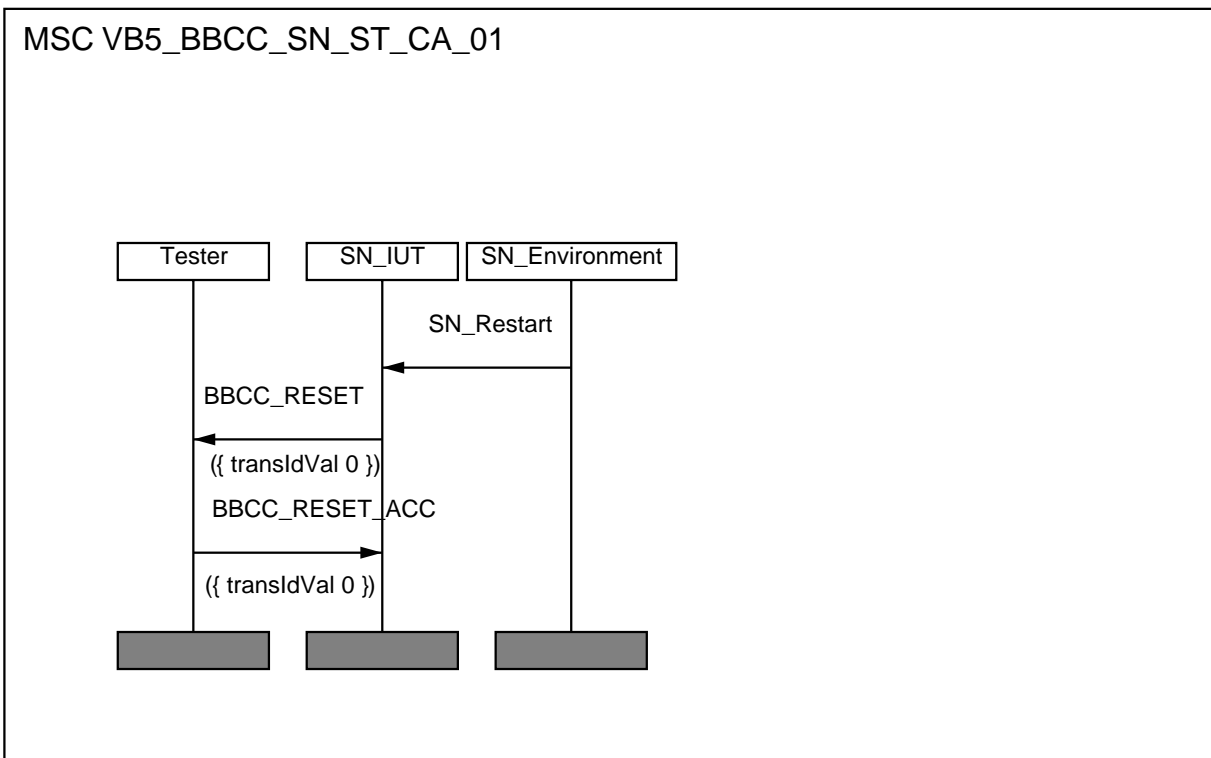 MSC VB5_BBCC_SN_ST_CA_01
Tester
SN_IUT
SN_Environment
SN_Restart
BBCC_RESET
({ transIdVal 0 })
BBCC_RESET_ACC
({ transIdVal 0 })